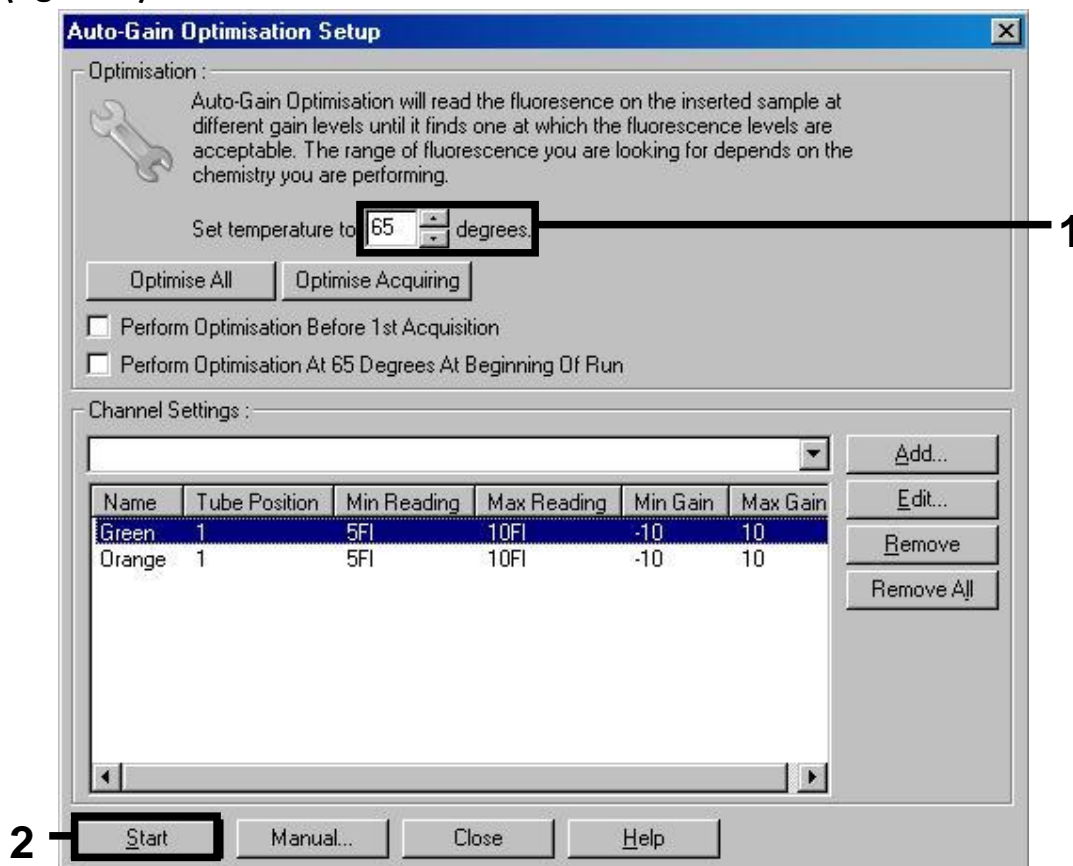 Auto-Gain Optimisation Setup
Optimisation :
Auto-Gain Optimisation will read the fluoresence on the inserted sample at
different gain levels until it finds one at which the fluorescence levels are
acceptable. The range of fluorescence you are looking for depends on the
chemistry you are performing.
Set temperature to 65 degrees.
1
Optimise All Optimise Acquiring
Perform Optimisation Before 1st Acquisition
Perform Optimisation At 65 Degrees At Beginning Of Run
Channel Settings :
Add...
Name Tube Position Min Reading Max Reading Min Gain Max Gain
Edit...
Green 1 5Fl 10Fl -10 10
Remove
Orange 1 5Fl 10Fl -10 10
Remove All
2
Start Manual... Close Help